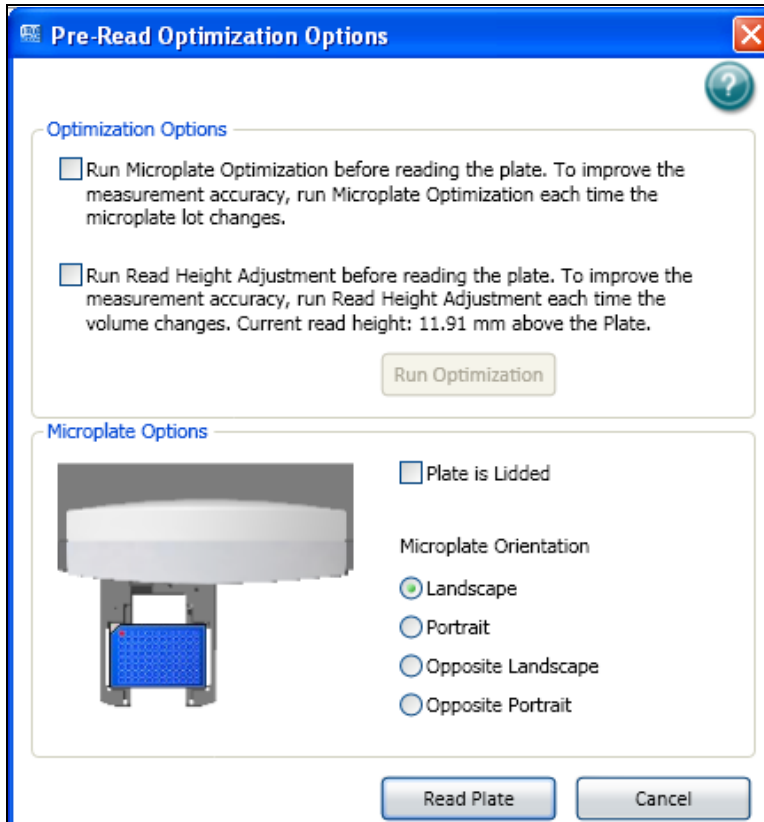 Pre-Read Optimization Options
?
Optimization Options
Run Microplate Optimization before reading the plate. To improve the
measurement accuracy, run Microplate Optimization each time the
microplate lot changes.
Run Read Height Adjustment before reading the plate. To improve the
measurement accuracy, run Read Height Adjustment each time the
volume changes. Current read height: 11.91 mm above the Plate.
Run Optimization
Microplate Options
Plate is Lidded
Microplate Orientation
Landscape
Portrait
Opposite Landscape
Opposite Portrait
Read Plate
Cancel